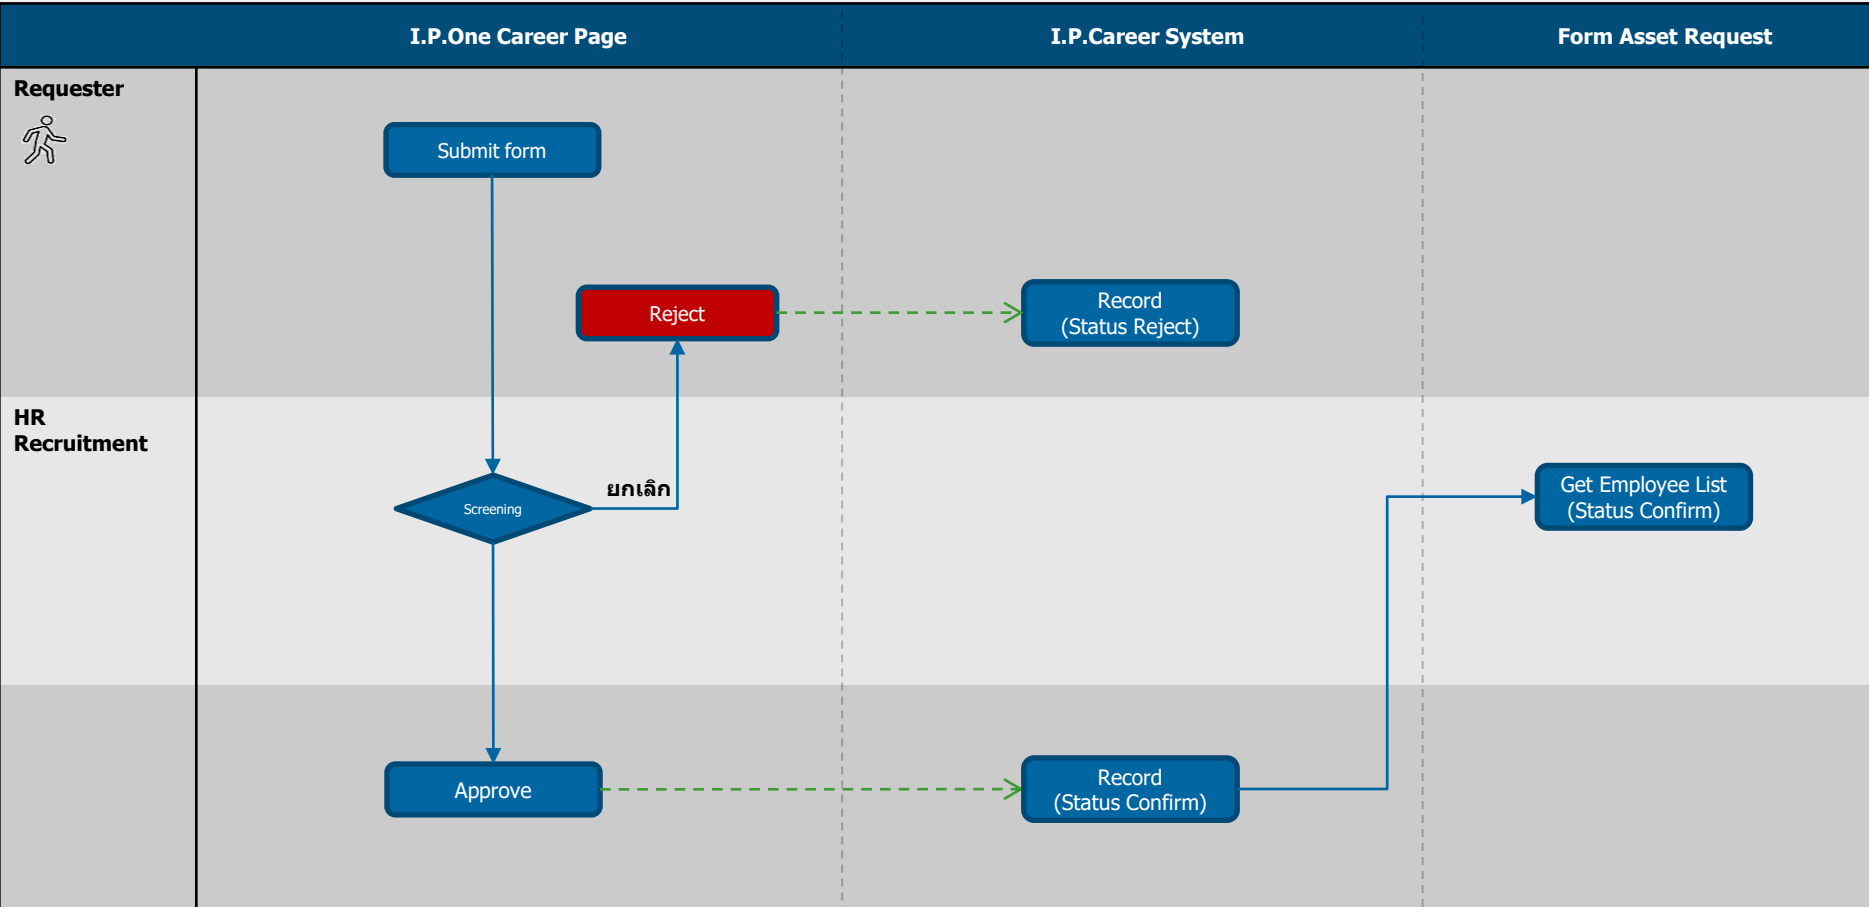 I.P.One Career Page
I.P.Career System
Form Asset Request
Requester
Submit form
Reject
Record
(Status Reject)
HR
Recruitment
ยกเลิก
Screening
Get Employee List
(Status Confirm)
Approve
Record
(Status Confirm)